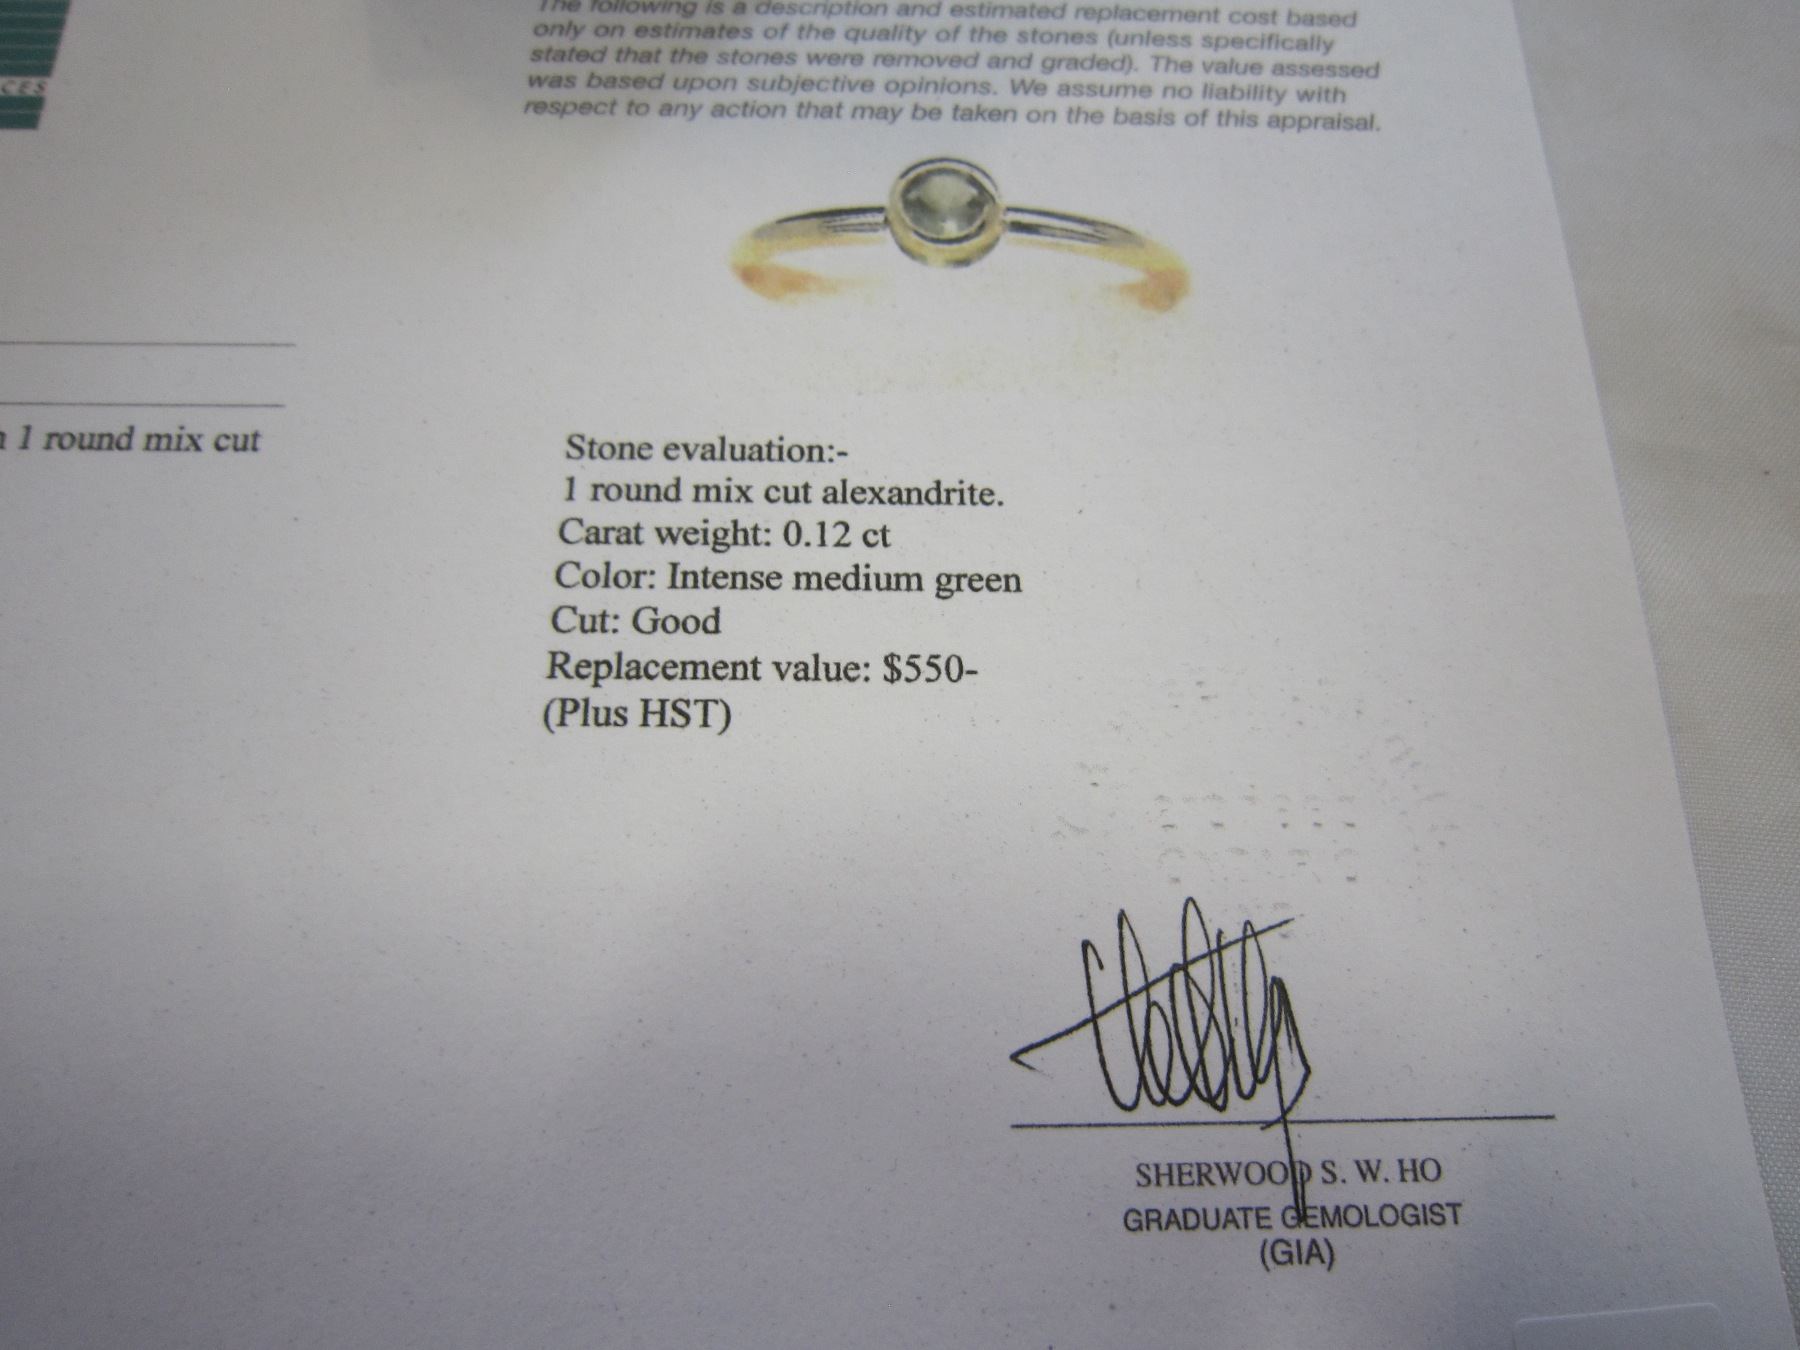 The following is a description and estimated replacement cost based
only on estimates of the quality of the stones (unless specifically
stated that the stones were removed and graded). The value assessed
was based upon subjective opinions. We assume no liability with
respect to any action that may be taken on the basis of this appraisal.
CES
1 round mix cut
Stone evaluation:-
1 round mix cut alexandrite.
Carat weight: 0.12 ct
Color: Intense medium green
Cut: Good
Replacement value: $550-
(Plus HST)
SHERWOOD S. W. HO
GRADUATE GEMOLOGIST
(GIA)